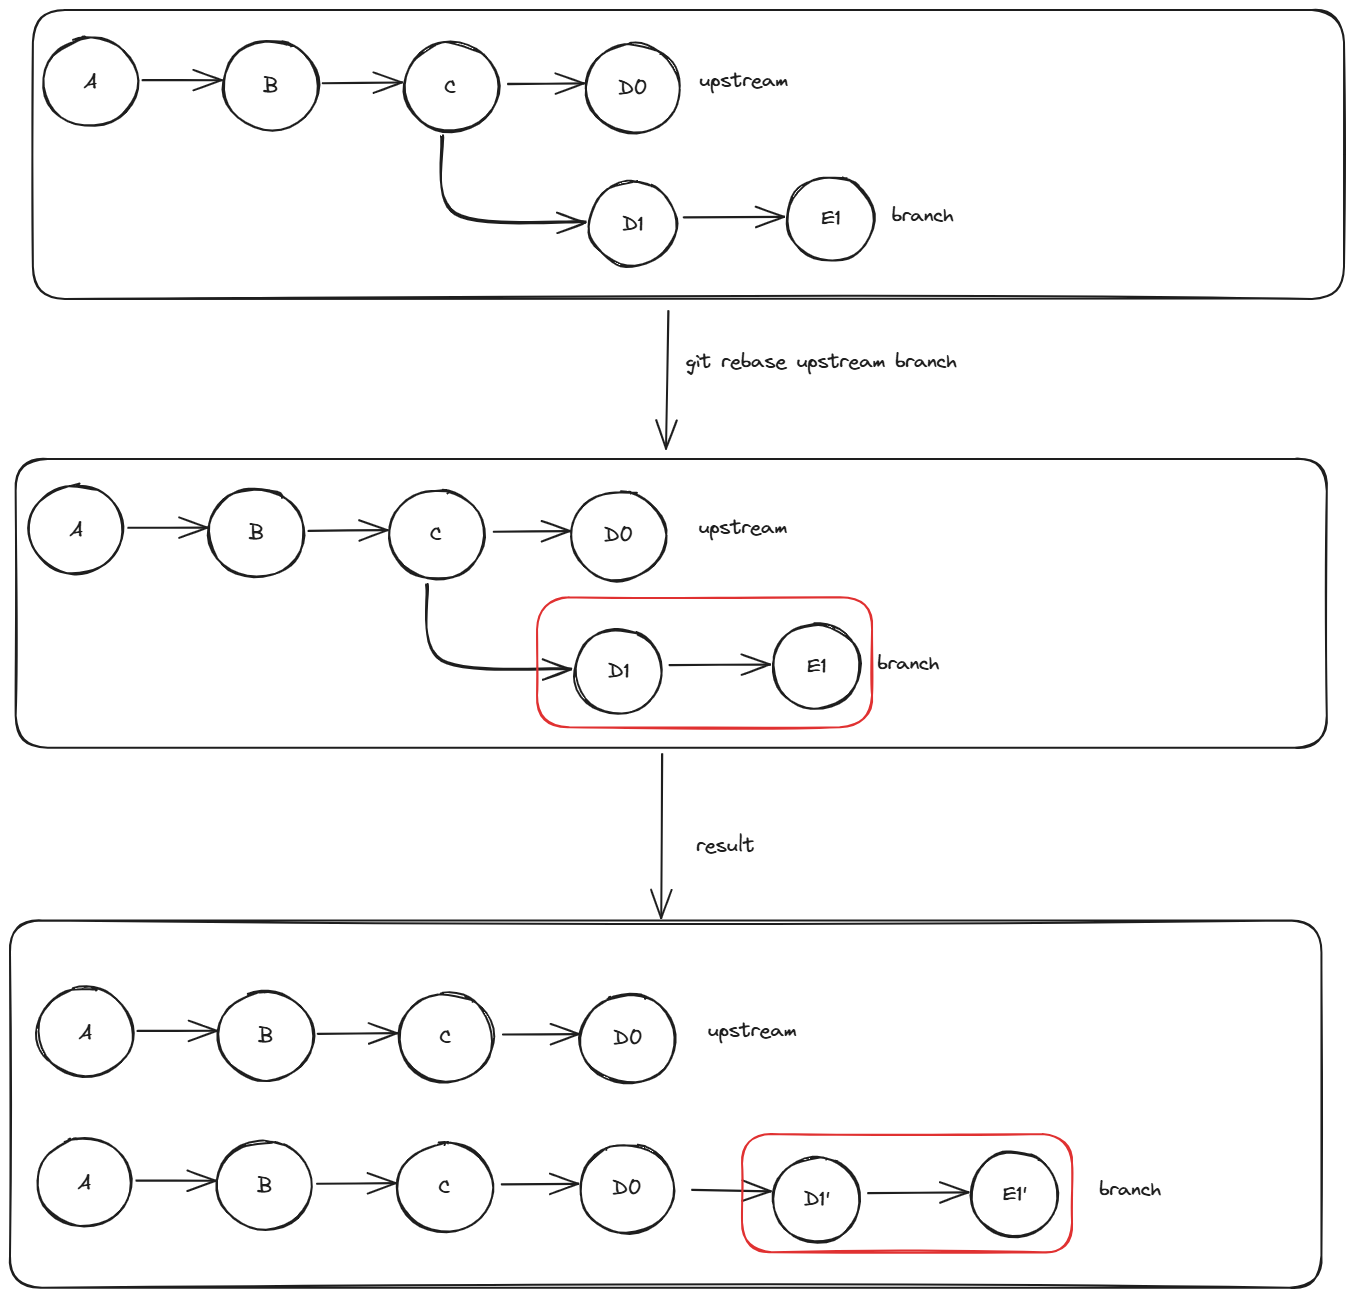 A B C D0 upstream
D1 E1 branch
git rebase upstream branch
A B C D0 upstream
D1 E1 branch
result
A B C D0 upstream
A B C D0 D1' E1' branch